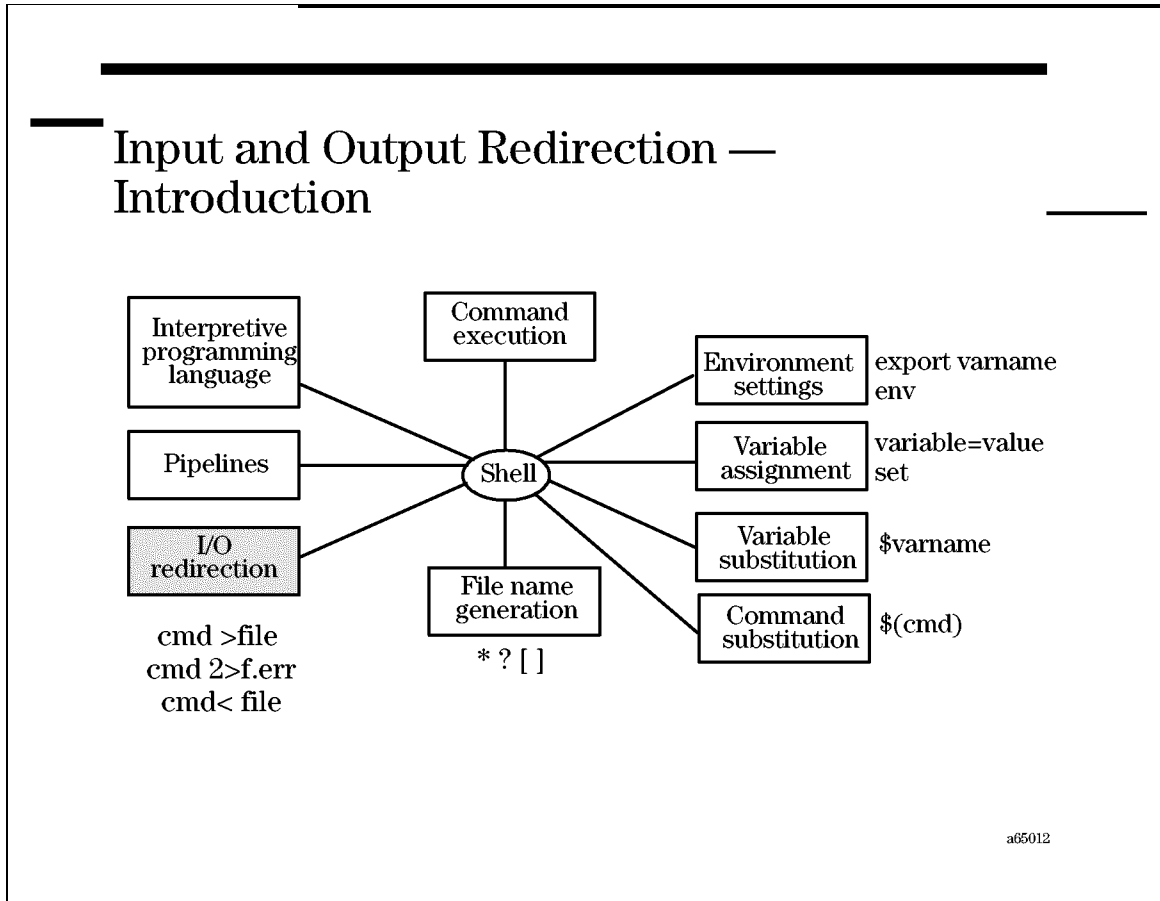 Input and Output Redirection —
Introduction
Interpretive
programming
language
Command
execution
Environment
settings
export varname
env
Pipelines
Shell
Variable
assignment
variable=value
set
I/O
redirection
cmd >file
cmd 2>f.err
cmd< file
File name
generation
* ? [ ]
Variable
substitution
$varname
Command
substitution
$(cmd)
a65012